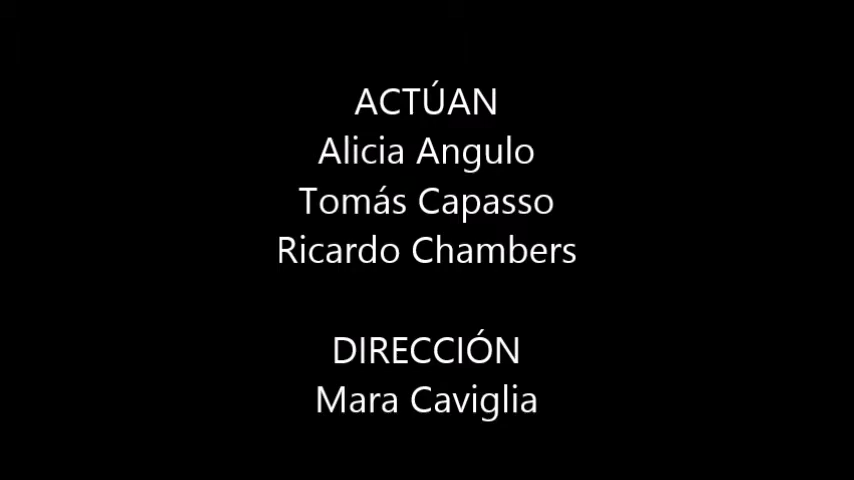 ACTÚAN
Alicia Angulo
Tomás Capasso
Ricardo Chambers
DIRECCIÓN
Mara Caviglia